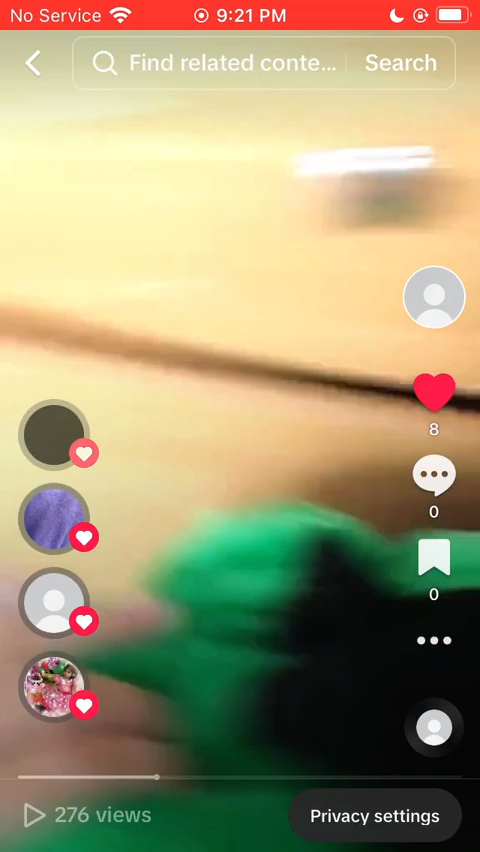 No Service 9:21 PM
Find related conte... Search
8
0
0
276 views
Privacy settings